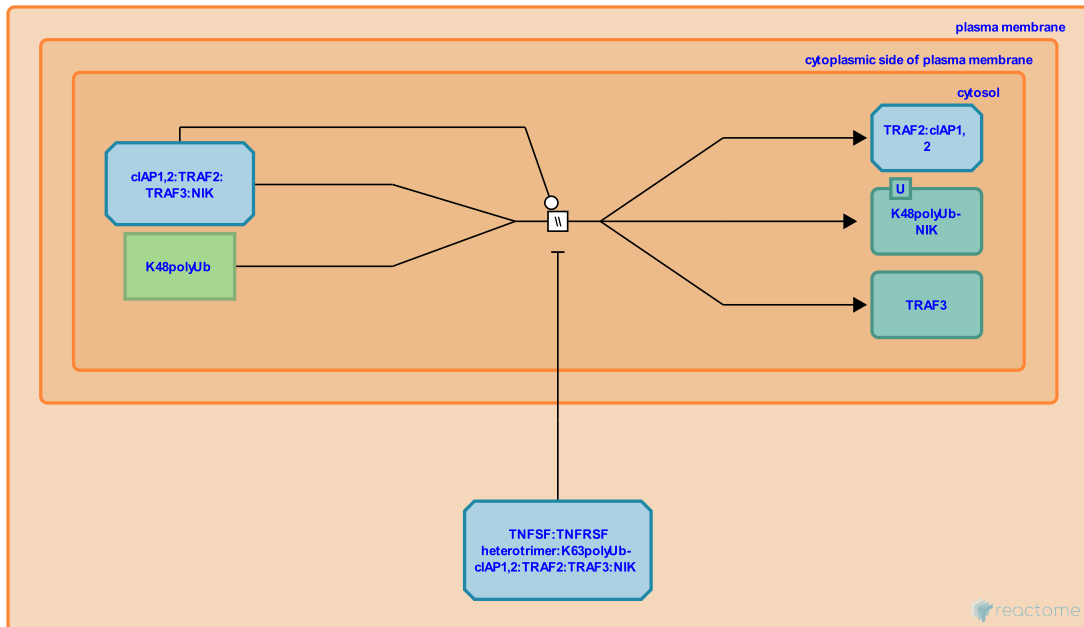 plasma membrane
cytoplasmic side of plasma membrane
cytosol
cIAP1,2:TRAF2:
TRAF3:NIK
K48polyUb
\\
TRAF2:cIAP1,
2
U
K48polyUb-
NIK
TRAF3
TNFSF:TNFRSF
heterotrimer:K63polyUb-
cIAP1,2:TRAF2:TRAF3:NIK
reactome